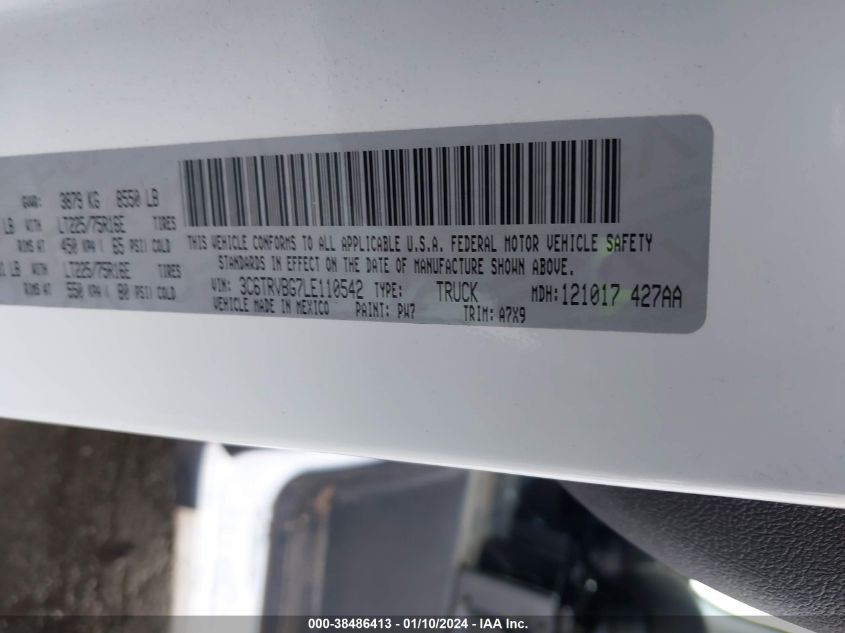 GVWR: 3879 KG 8550 LB
LB WITH LT225/75R16E TIRES
RIMS AT 450 KPA ( 65 PSI) COLD
LB WITH LT225/75R16E TIRES
RIMS AT 550 KPA ( 80 PSI) COLD
THIS VEHICLE CONFORMS TO ALL APPLICABLE U.S.A. FEDERAL MOTOR VEHICLE SAFETY
STANDARDS IN EFFECT ON THE DATE OF MANUFACTURE SHOWN ABOVE.
VIN: 3C6TRVBG7LE110542 TYPE: TRUCK MDH: 121017 427AA
VEHICLE MADE IN MEXICO PAINT: PW7 TRIM: A7X9
000-38486413 - 01/10/2024 - IAA Inc.